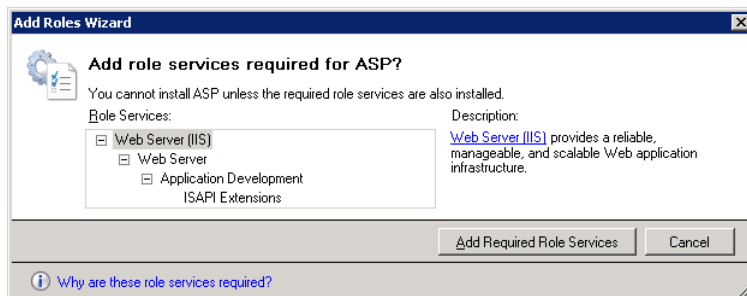 Add Roles Wizard
Add role services required for ASP?
You cannot install ASP unless the required role services are also installed.
Role Services:
Web Server (IIS)
Web Server
Application Development
ISAPI Extensions
Description:
Web Server (IIS) provides a reliable,
manageable, and scalable Web application
infrastructure.
Add Required Role Services
Cancel
Why are these role services required?